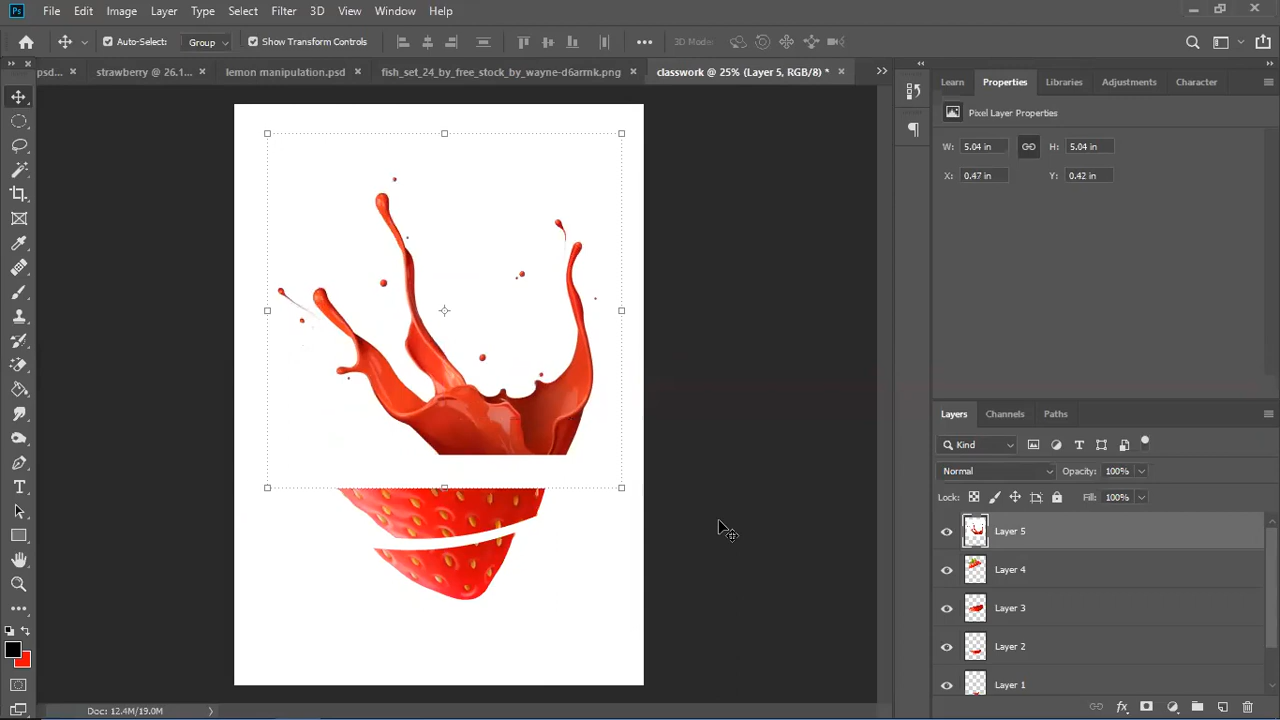 Ps File Edit Image Layer Type Select Filter 3D View Window Help
Auto-Select: Group Show Transform Controls 3D Mode
psd... × strawberry @ 26.1... × lemon manipulation.psd × fish_set_24_by_free_stock_by_wayne-d6armnk.png × classwork @ 25% (Layer 5, RGB/8) * ×
Learn Properties Libraries Adjustments Character
Pixel Layer Properties
W: 5.04 in H: 5.04 in
X: 0.47 in Y: 0.42 in
Layers Channels Paths
Kind
Normal Opacity: 100%
Lock: Fill: 100%
Layer 5
Layer 4
Layer 3
Layer 2
Layer 1
Doc: 12.4M/19.0M